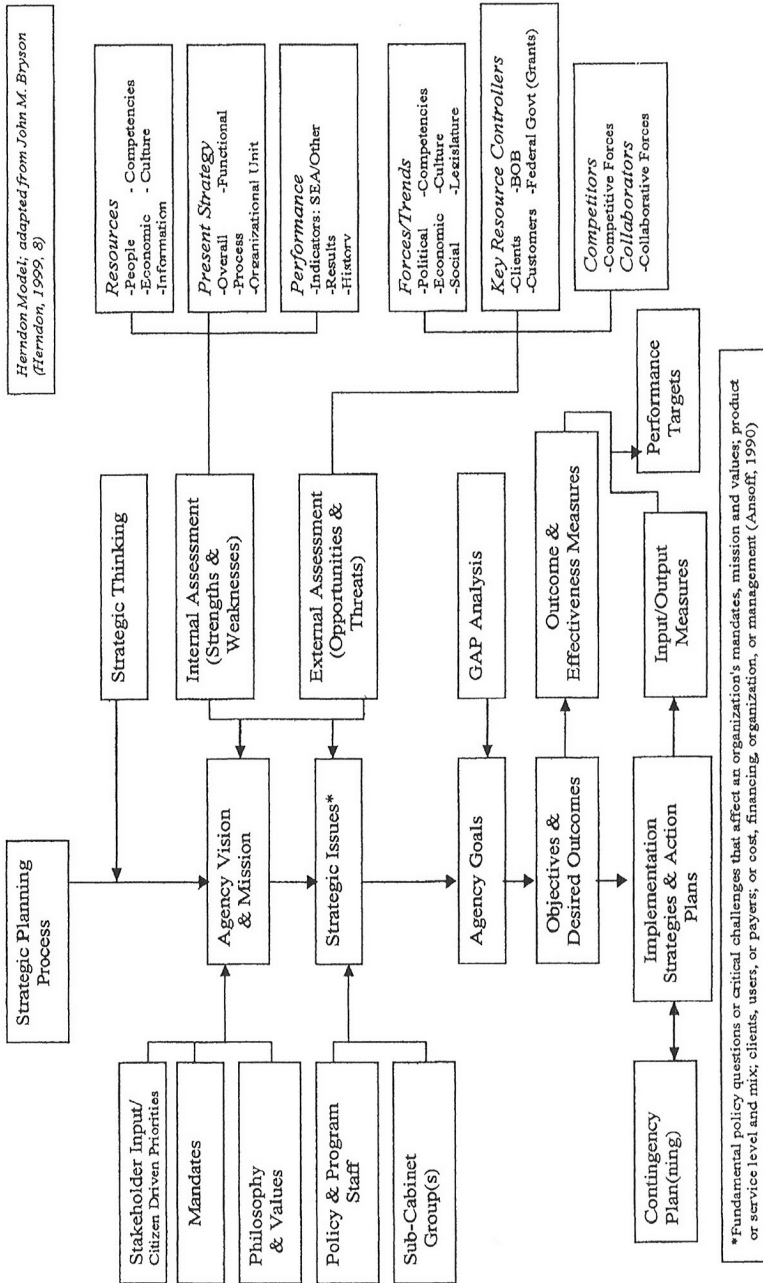 Herndon Model; adapted from John M. Bryson
(Herndon, 1999, 8)
Strategic Planning
Process
Strategic Thinking
Stakeholder Input/
Citizen Driven Priorities
Mandates
Philosophy
& Values
Agency Vision
& Mission
Internal Assessment
(Strengths &
Weaknesses)
Resources
-People - Competencies
-Economic - Culture
-Information
Present Strategy
-Overall -Functional
-Process
-Organizational Unit
Performance
-Indicators: SEA/Other
-Results
-History
Policy & Program
Staff
Sub-Cabinet
Group(s)
Strategic Issues*
External Assessment
(Opportunities &
Threats)
Forces/Trends
-Political -Competencies
-Economic -Culture
-Social -Legislature
Key Resource Controllers
-Clients -BOB
-Customers -Federal Govt (Grants)
Competitors
-Competitive Forces
Collaborators
-Collaborative Forces
Agency Goals
GAP Analysis
Objectives &
Desired Outcomes
Outcome &
Effectiveness Measures
Contingency
Plan(ning)
Implementation
Strategies & Action
Plans
Input/Output
Measures
Performance
Targets
*Fundamental policy questions or critical challenges that affect an organization's mandates, mission and values; product
or service level and mix; clients, users, or payers; or cost, financing, organization, or management (Ansoff, 1990)